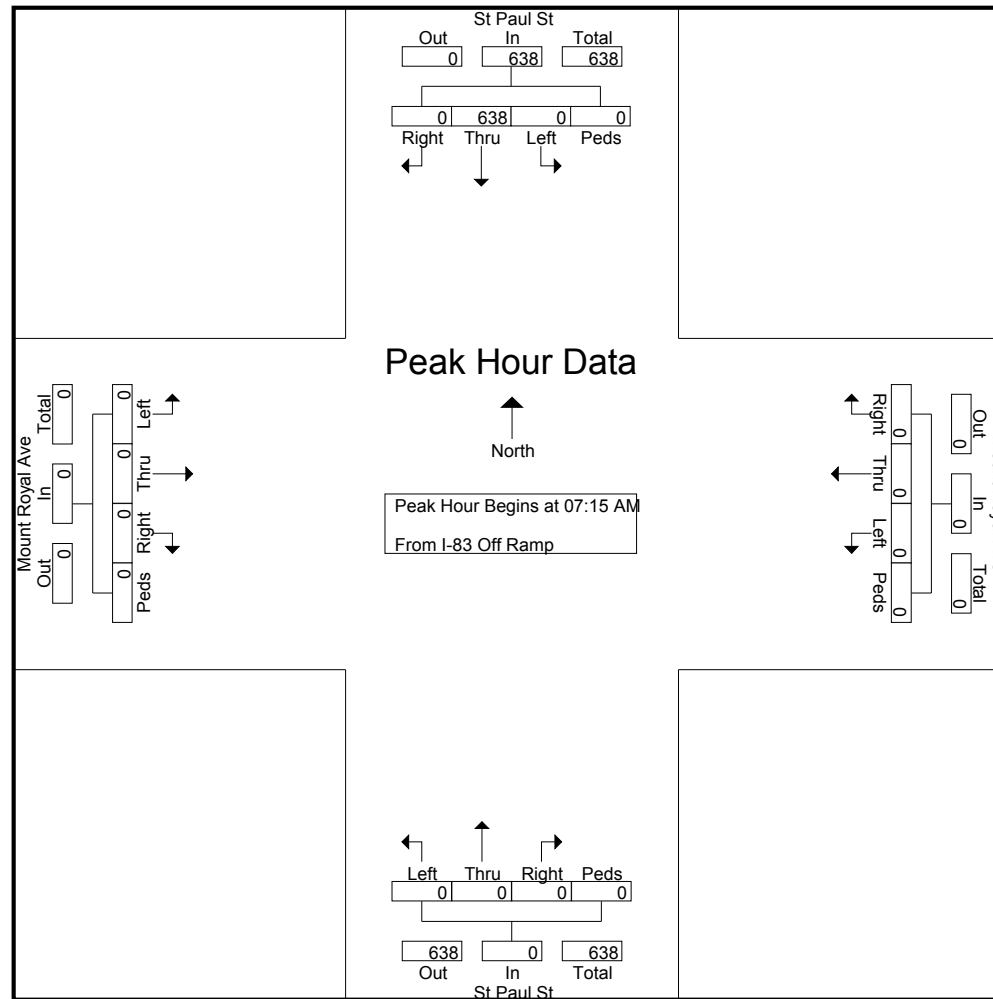 St Paul St
Out In Total
0 638 638
0 638 0 0
Right Thru Left Peds
Peak Hour Data
North
Peak Hour Begins at 07:15 AM
From I-83 Off Ramp
Mount Royal Ave
Out In Total
0 0 0
0 0 0 0
Left Thru Right Peds
Right Thru Left Peds
0 0 0 0
Out In Total
0 0 0
Left Thru Right Peds
0 0 0 0
638 0 638
Out In Total
St Paul St